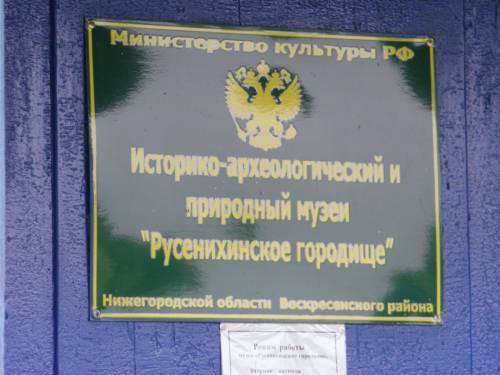 Министерство культуры РФ
Историко-археологический и
природный музей
"Русенихинское городище"
Нижегородской области Воскресенского района
Режим работы